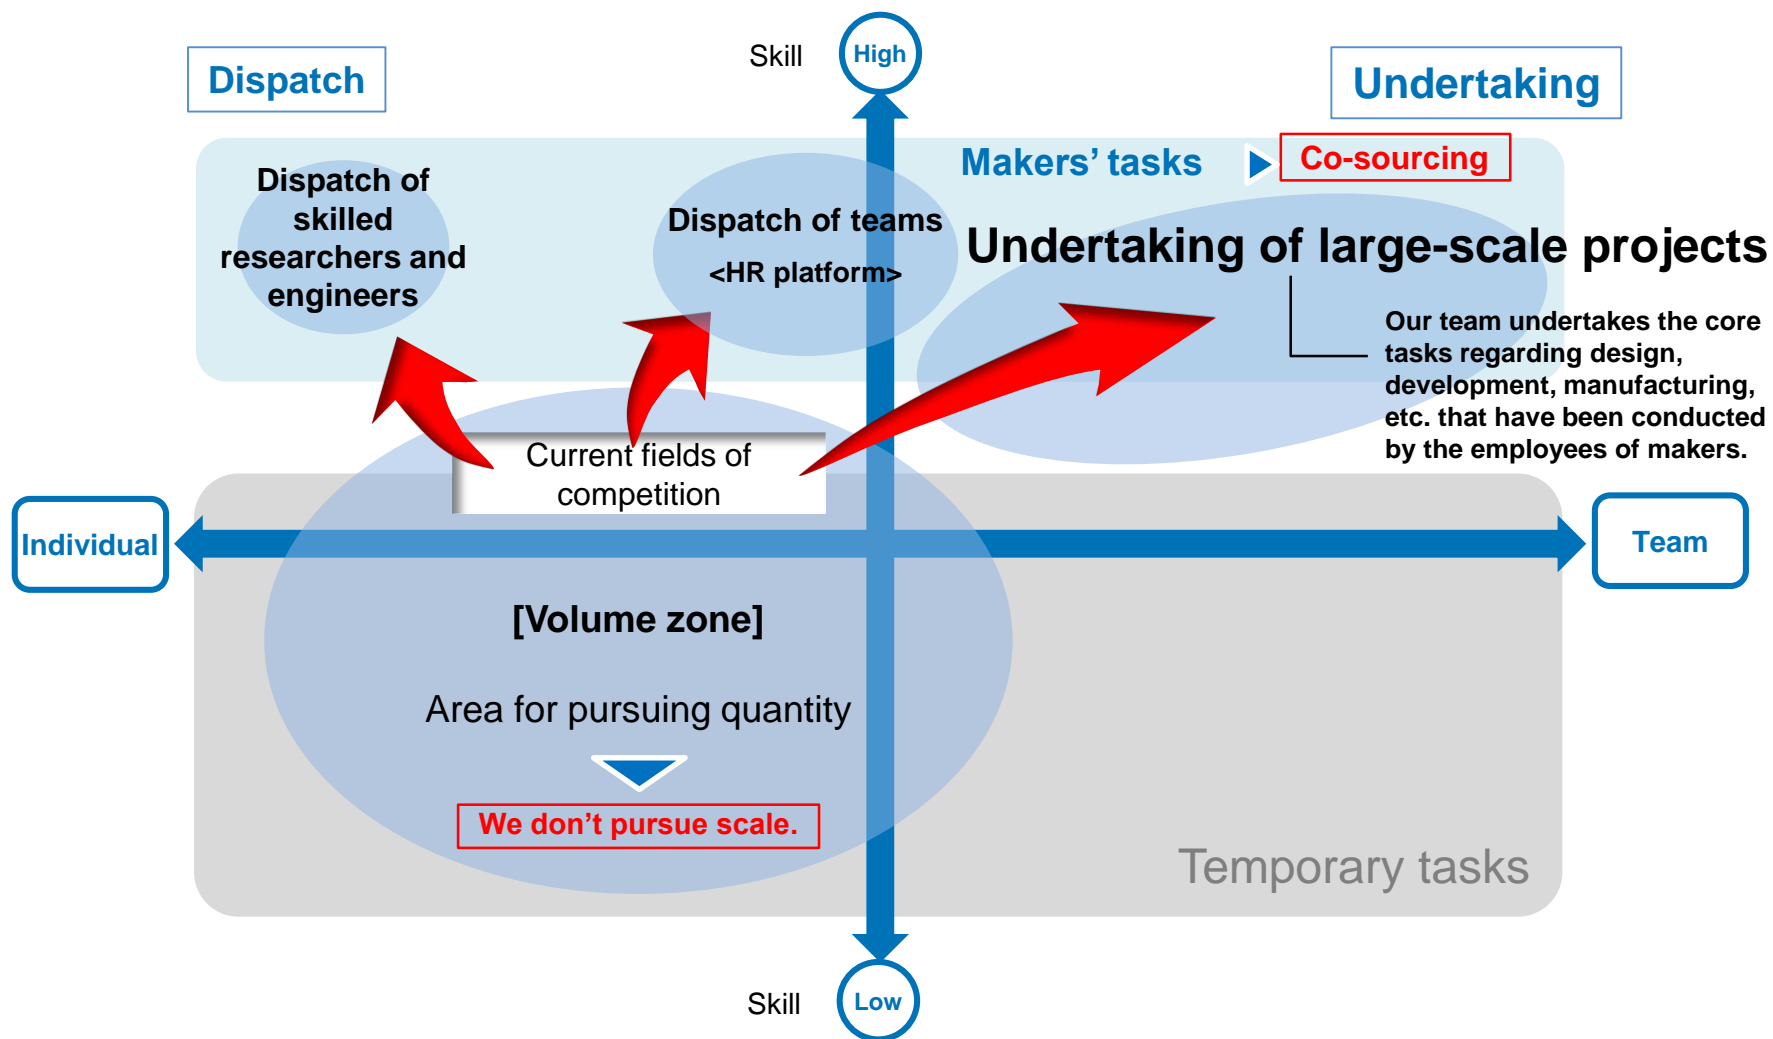 Skill
High
Dispatch
Undertaking
Makers’ tasks
Co-sourcing
Dispatch of
skilled
researchers and
engineers
Dispatch of teams
<HR platform>
Undertaking of large-scale projects
Our team undertakes the core
tasks regarding design,
development, manufacturing,
etc. that have been conducted
by the employees of makers.
Current fields of
competition
Individual
Team
[Volume zone]
Area for pursuing quantity
We don’t pursue scale.
Temporary tasks
Skill
Low